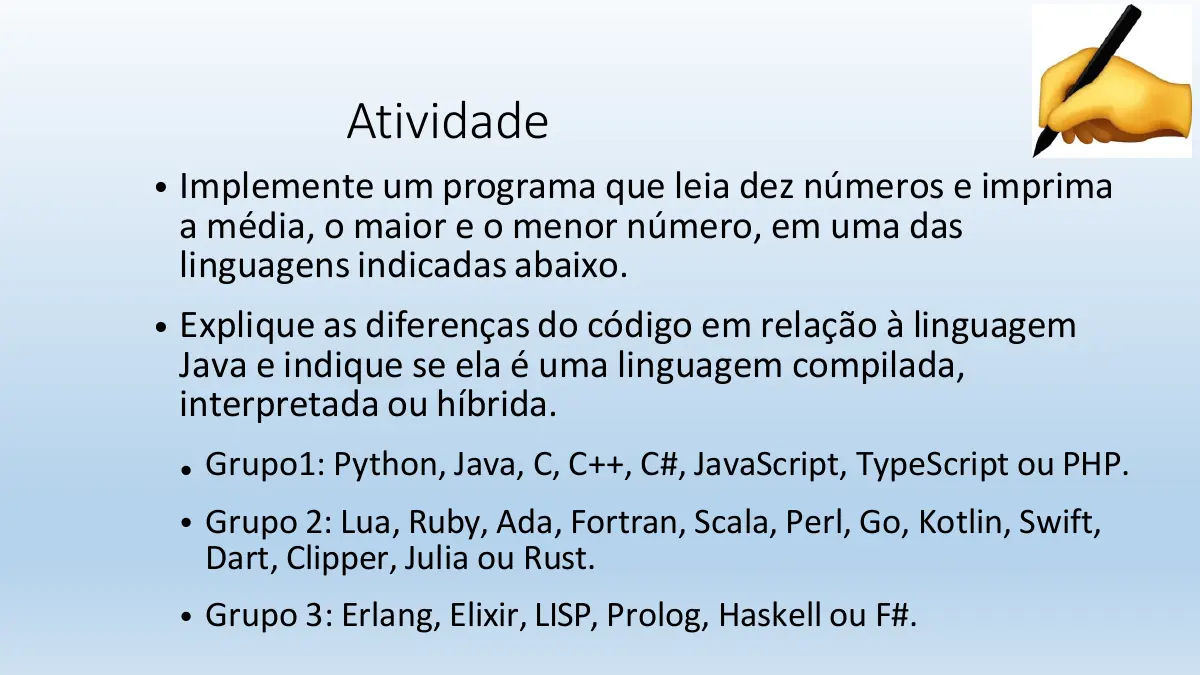 Atividade
• Implemente um programa que leia dez números e imprima
a média, o maior e o menor número, em uma das
linguagens indicadas abaixo.
• Explique as diferenças do código em relação à linguagem
Java e indique se ela é uma linguagem compilada,
interpretada ou híbrida.
• Grupo1: Python, Java, C, C++, C#, JavaScript, TypeScript ou PHP.
• Grupo 2: Lua, Ruby, Ada, Fortran, Scala, Perl, Go, Kotlin, Swift,
Dart, Clipper, Julia ou Rust.
• Grupo 3: Erlang, Elixir, LISP, Prolog, Haskell ou F#.